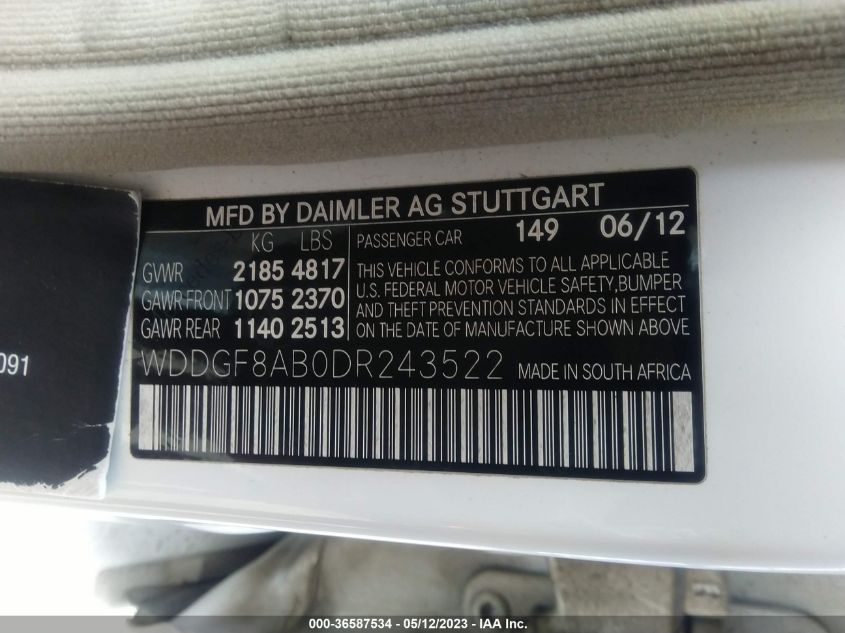 MFD BY DAIMLER AG STUTTGART
KG LBS
GVWR 2185 4817
GAWR FRONT 1075 2370
GAWR REAR 1140 2513
PASSENGER CAR 149 06/12
THIS VEHICLE CONFORMS TO ALL APPLICABLE
U.S. FEDERAL MOTOR VEHICLE SAFETY,BUMPER
AND THEFT PREVENTION STANDARDS IN EFFECT
ON THE DATE OF MANUFACTURE SHOWN ABOVE
WDDGF8AB0DR243522 MADE IN SOUTH AFRICA
091
000-36587534 - 05/12/2023 - IAA Inc.